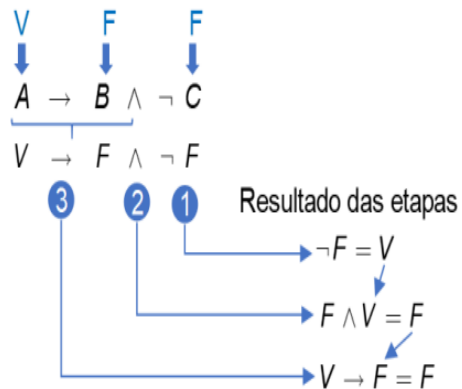 V F F
A → B ∧ ¬ C
V → F ∧ ¬ F
3 2 1 Resultado das etapas
¬F = V
F ∧ V = F
V → F = F